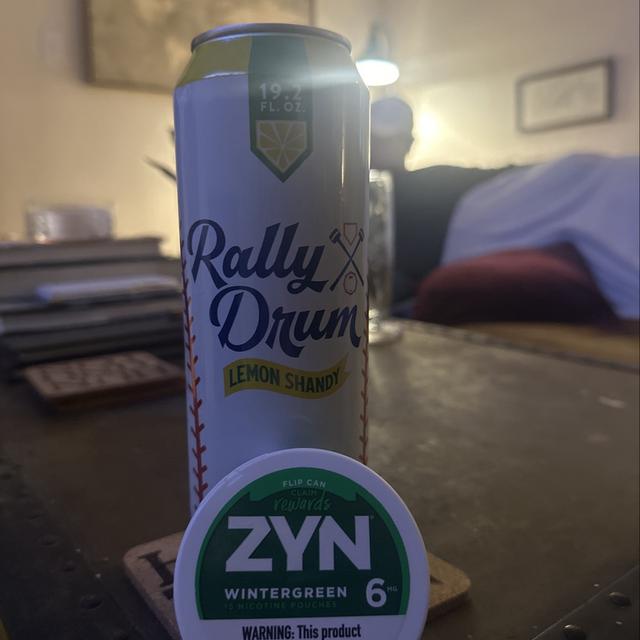 19.2
FL. OZ.
Rally
Drum
LEMON SHANDY
FLIP CAN
CLAIM
rewards
ZYN
WINTERGREEN
6 MG
15 NICOTINE POUCHES
WARNING: This product